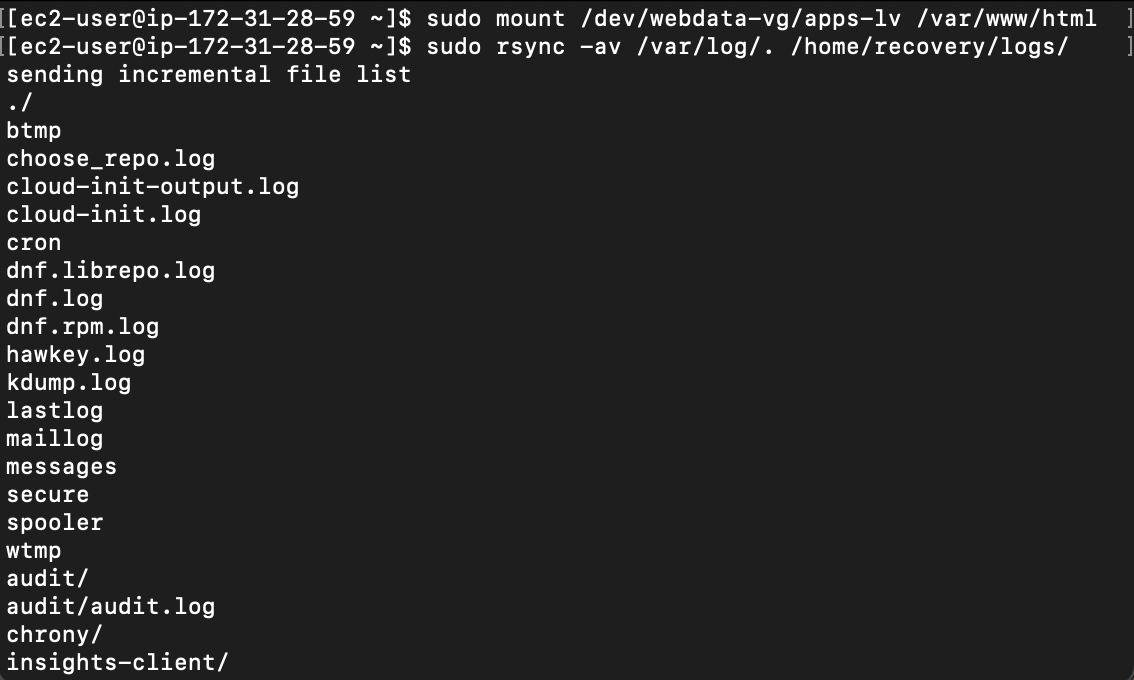 [[ec2-user@ip-172-31-28-59 ~]$ sudo mount /dev/webdata-vg/apps-lv /var/www/html ]
[[ec2-user@ip-172-31-28-59 ~]$ sudo rsync -av /var/log/. /home/recovery/logs/ ]
sending incremental file list
./
btmp
choose_repo.log
cloud-init-output.log
cloud-init.log
cron
dnf.librepo.log
dnf.log
dnf.rpm.log
hawkey.log
kdump.log
lastlog
maillog
messages
secure
spooler
wtmp
audit/
audit/audit.log
chrony/
insights-client/